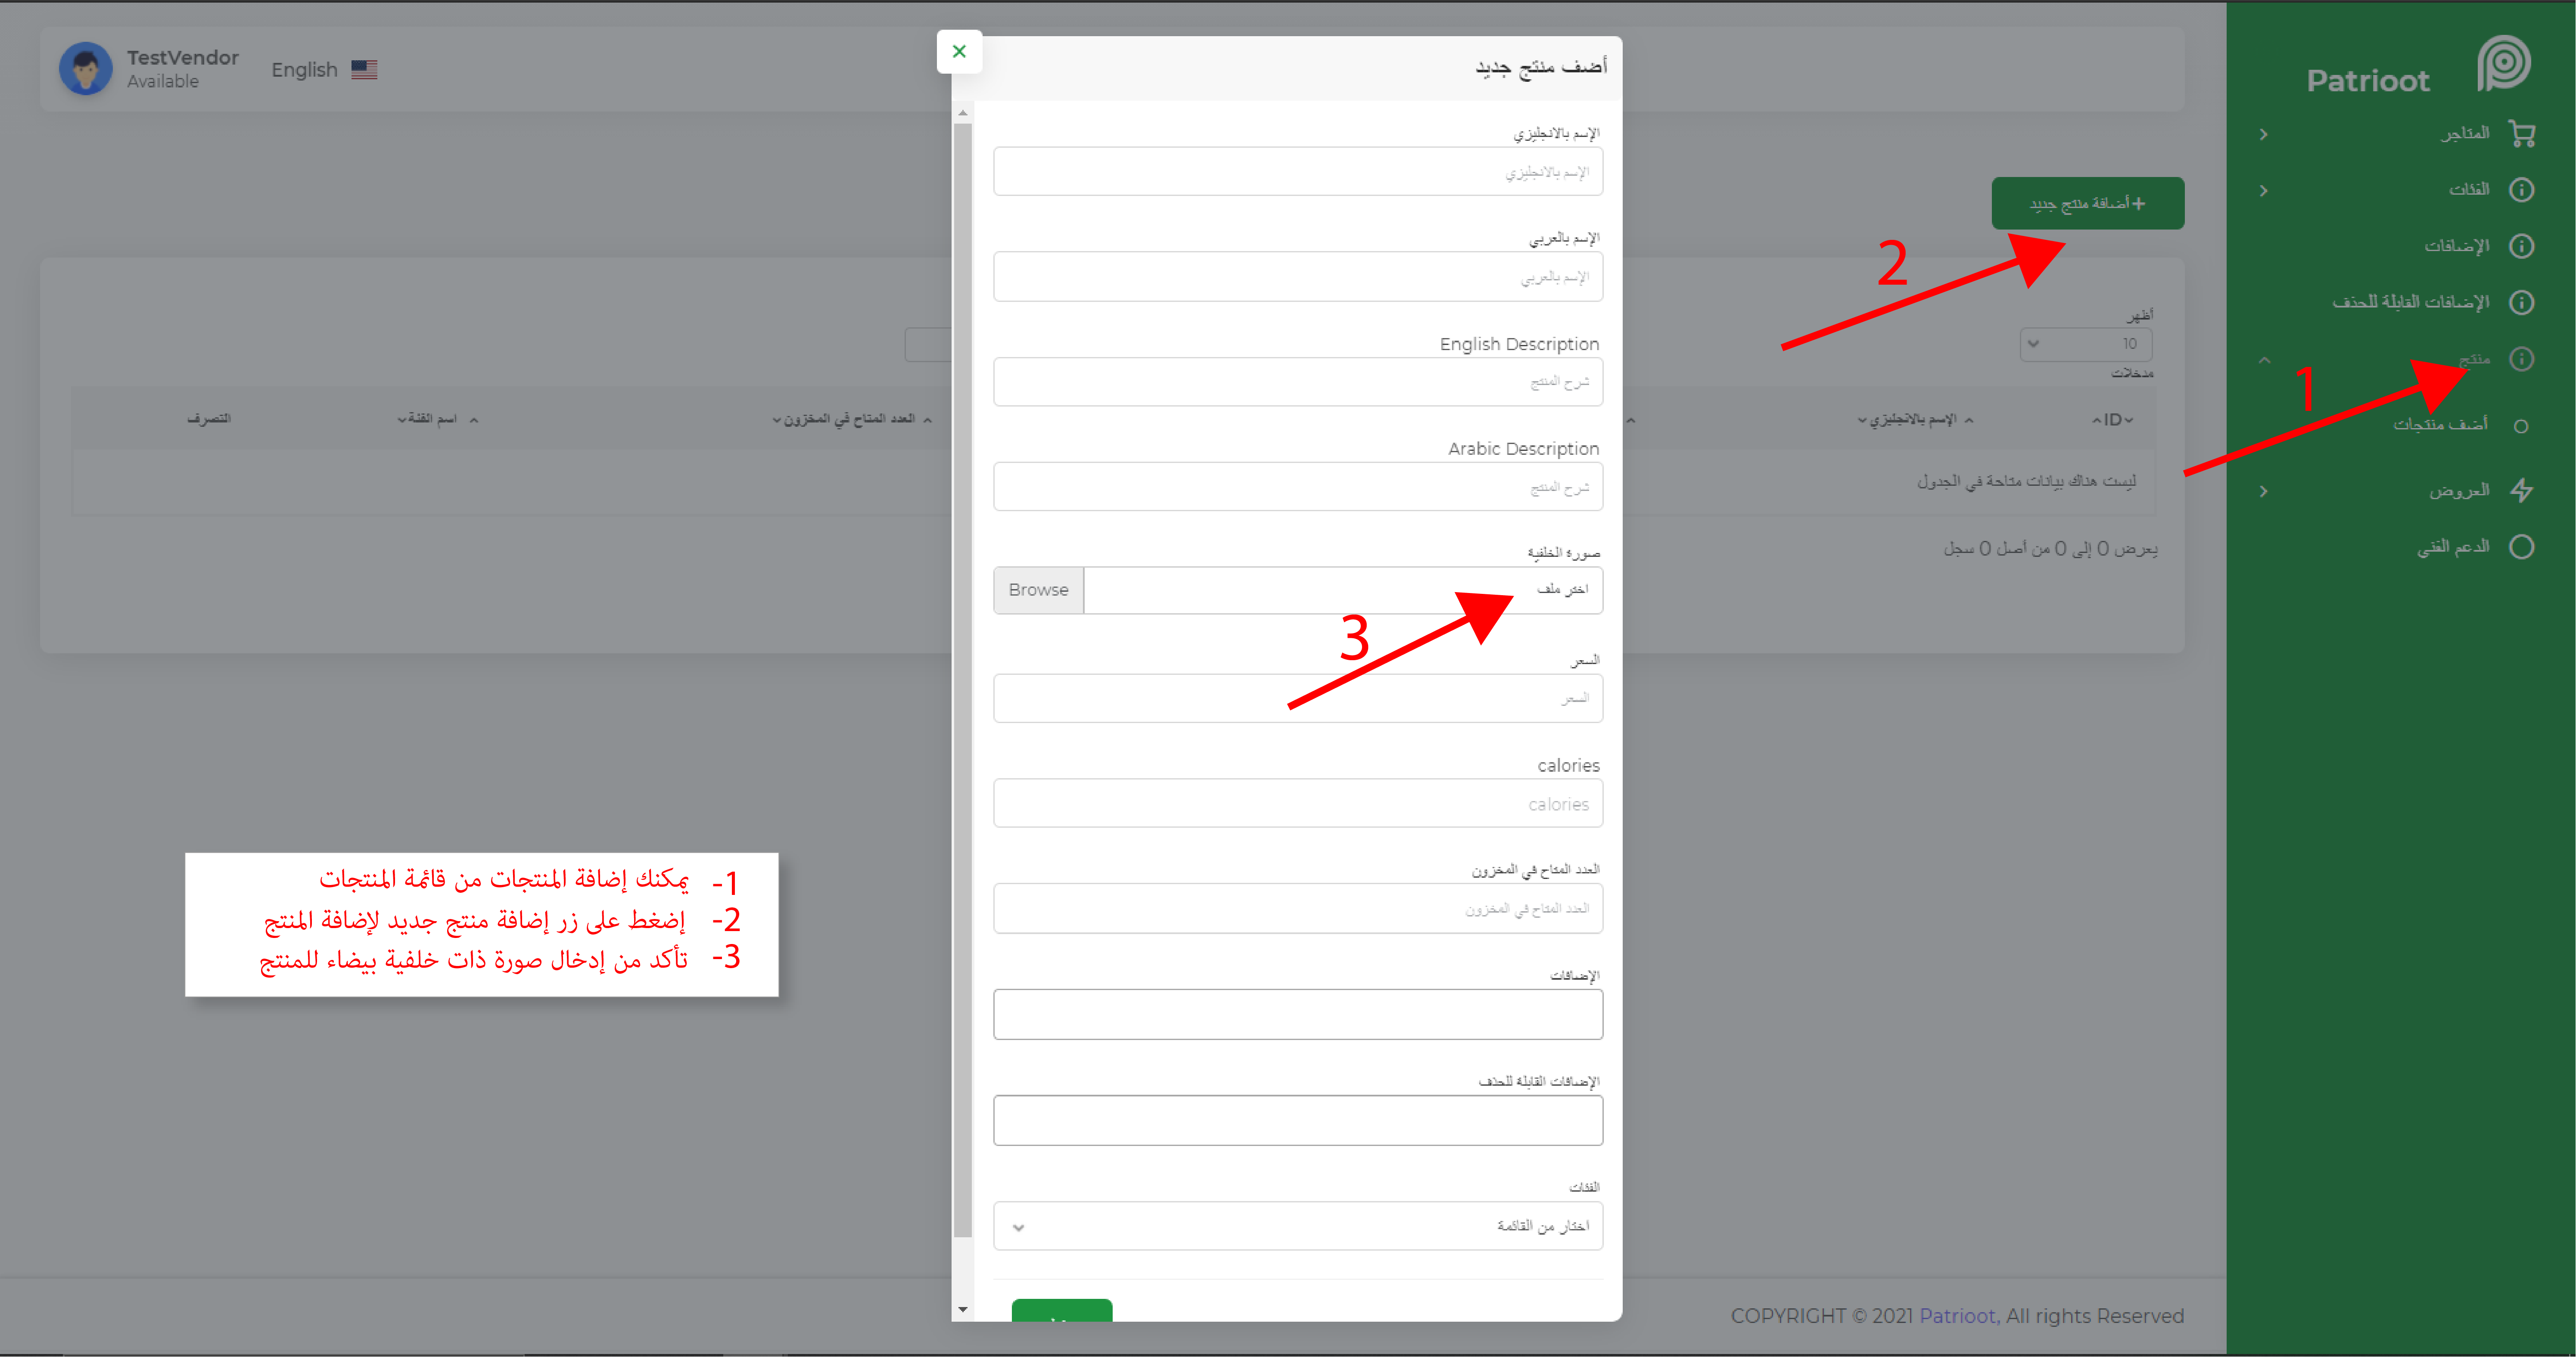 Patrioot
المتاجر
الفئات
الإضافات
الإضافات القابلة للحذف
منتج
أضف منتجات
العروض
الدعم الفني
TestVendor
Available
English
+أضافة منتج جديد
أظهر
10
مدخلات
ID
الإسم بالانجليزي
العدد المتاح في المخزون
اسم الفئة
التصرف
ليست هناك بيانات متاحة في الجدول
يعرض 0 إلى 0 من أصل 0 سجل
1
2
3
أضف منتج جديد
×
الإسم بالانجليزي
الإسم بالانجليزي
الإسم بالعربي
الإسم بالعربي
English Description
شرح المنتج
Arabic Description
شرح المنتج
صورة الخلفية
اختر ملف
Browse
السعر
السعر
calories
calories
العدد المتاح في المخزون
العدد المتاح في المخزون
الإضافات
الإضافات القابلة للحذف
الفئات
اختار من القائمة
1- يمكنك إضافة المنتجات من قائمة المنتجات
2- إضغط على زر إضافة منتج جديد لإضافة المنتج
3- تأكد من إدخال صورة ذات خلفية بيضاء للمنتج
COPYRIGHT © 2021 Patrioot, All rights Reserved